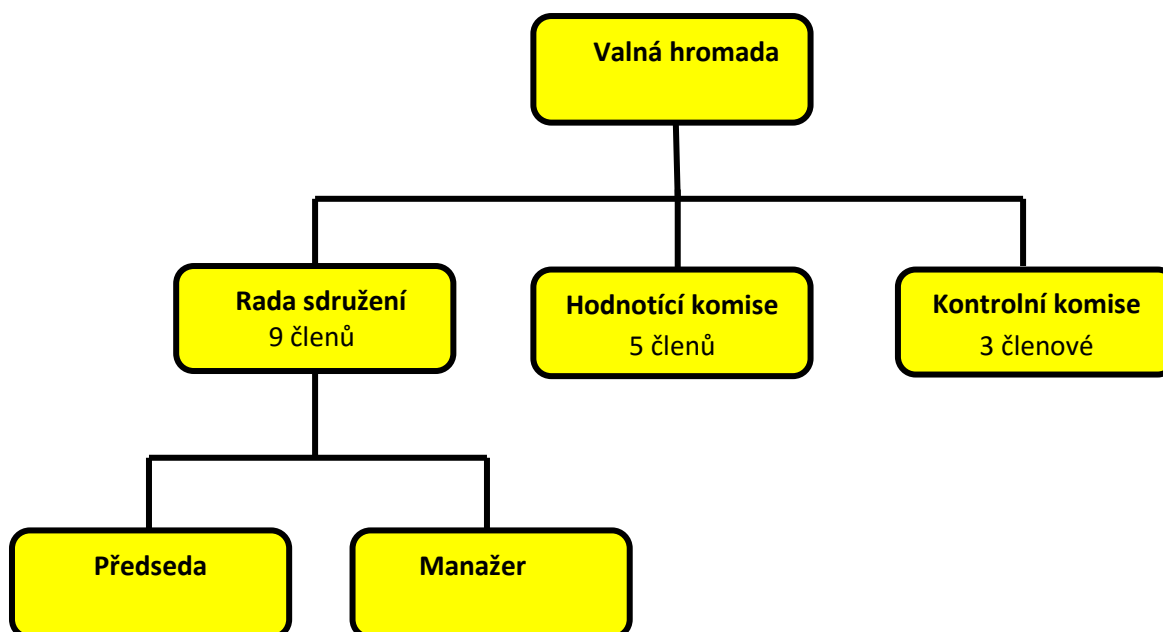 Valná hromada
Rada sdružení
9 členů
Hodnotící komise
5 členů
Kontrolní komise
3 členové
Předseda
Manažer